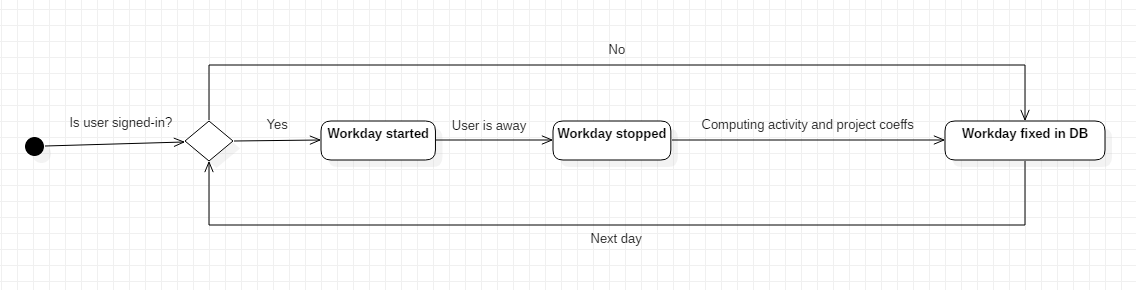 No
Is user signed-in?
Yes
Workday started
User is away
Workday stopped
Computing activity and project coeffs
Workday fixed in DB
Next day